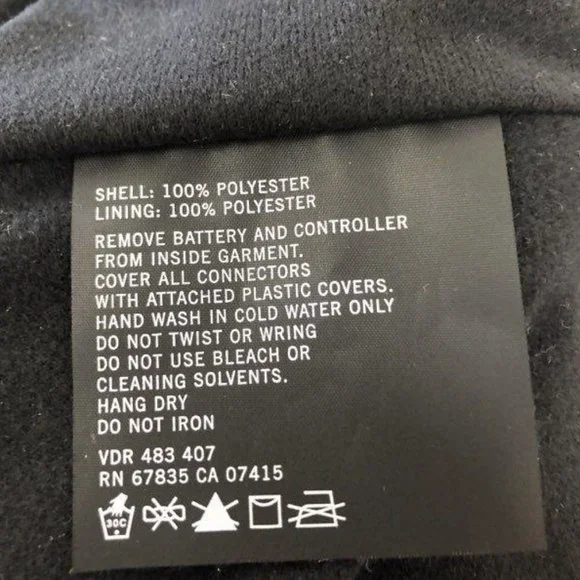 SHELL: 100% POLYESTER
LINING: 100% POLYESTER
REMOVE BATTERY AND CONTROLLER
FROM INSIDE GARMENT.
COVER ALL CONNECTORS
WITH ATTACHED PLASTIC COVERS.
HAND WASH IN COLD WATER ONLY
DO NOT TWIST OR WRING
DO NOT USE BLEACH OR
CLEANING SOLVENTS.
HANG DRY
DO NOT IRON
VDR 483 407
RN 67835 CA 07415
30C